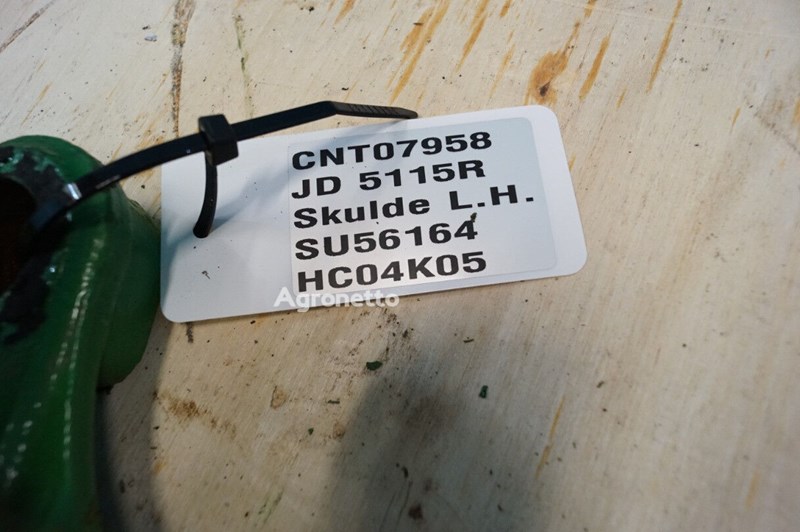 CNT07958
JD 5115R
Skulde L.H.
SU56164
HC04K05
Agronetto